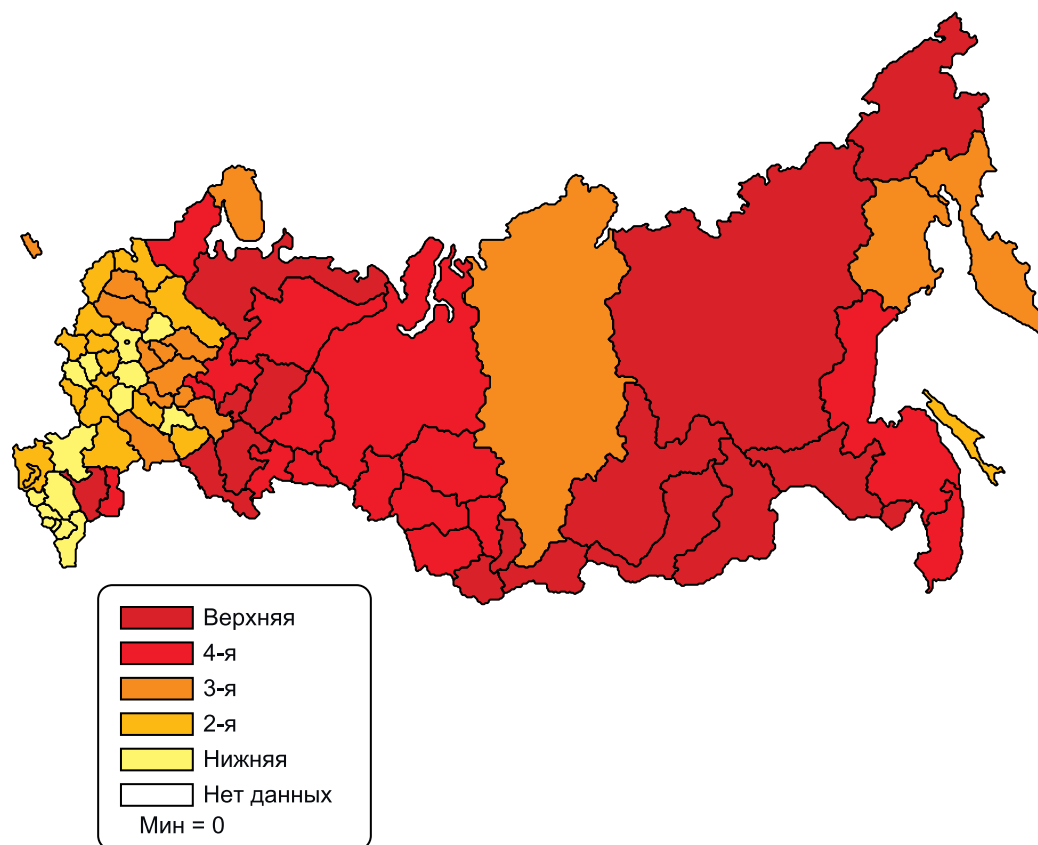 Верхняя
4-я
3-я
2-я
Нижняя
Нет данных
Мин = 0